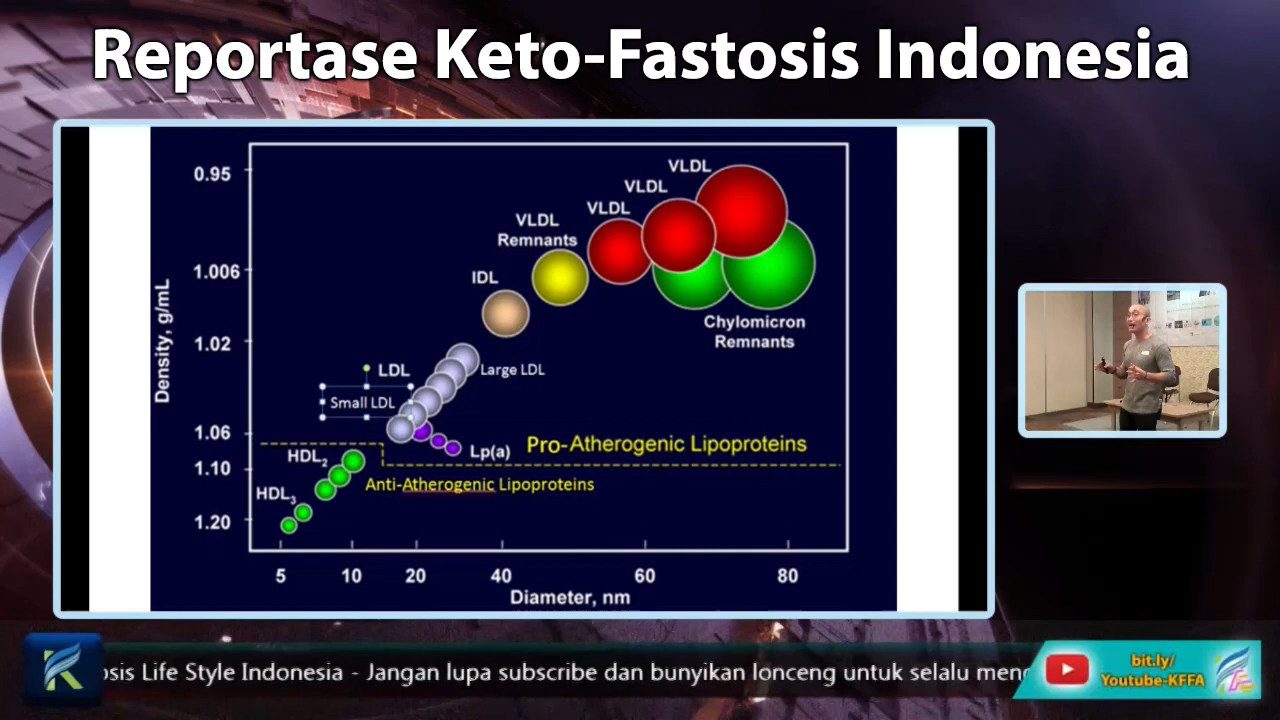 Reportase Keto-Fastosis Indonesia
VLDL
VLDL
VLDL
VLDL
Remnants
IDL
Chylomicron
Remnants
LDL
Large LDL
Small LDL
Lp(a)
Pro-Atherogenic Lipoproteins
HDL2
Anti-Atherogenic Lipoproteins
HDL3
Density, g/mL
0.95
1.006
1.02
1.06
1.10
1.20
5 10 20 40 60 80
Diameter, nm
osis Life Style Indonesia - Jangan lupa subscribe dan bunyikan lonceng untuk selalu meng
bit.ly/
Youtube-KFFA